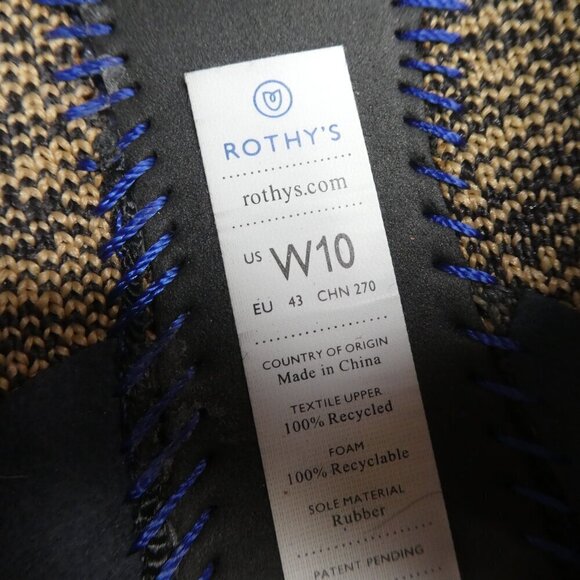 ROTHY'S
rothys.com
US W10
EU 43 CHN 270
COUNTRY OF ORIGIN
Made in China
TEXTILE UPPER
100% Recycled
FOAM
100% Recyclable
SOLE MATERIAL
Rubber
PATENT PENDING